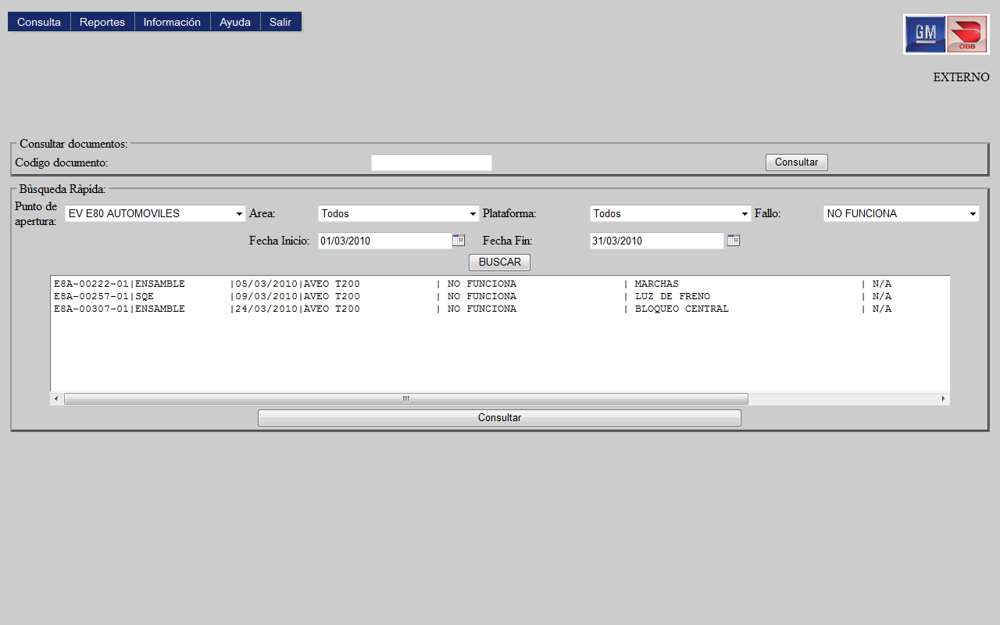 Consulta Reportes Información Ayuda Salir
GM OBB
EXTERNO
Consultar documentos:
Codigo documento: Consultar
Bùsqueda Ràpida:
Punto de apertura: EV E80 AUTOMOVILES Area: Todos Plataforma: Todos Fallo: NO FUNCIONA
Fecha Inicio: 01/03/2010 Fecha Fin: 31/03/2010
BUSCAR
E8A-00222-01|ENSAMBLE |05/03/2010|AVEO T200 | NO FUNCIONA | MARCHAS | N/A
E8A-00257-01|SQE |09/03/2010|AVEO T200 | NO FUNCIONA | LUZ DE FRENO | N/A
E8A-00307-01|ENSAMBLE |24/03/2010|AVEO T200 | NO FUNCIONA | BLOQUEO CENTRAL | N/A
Consultar